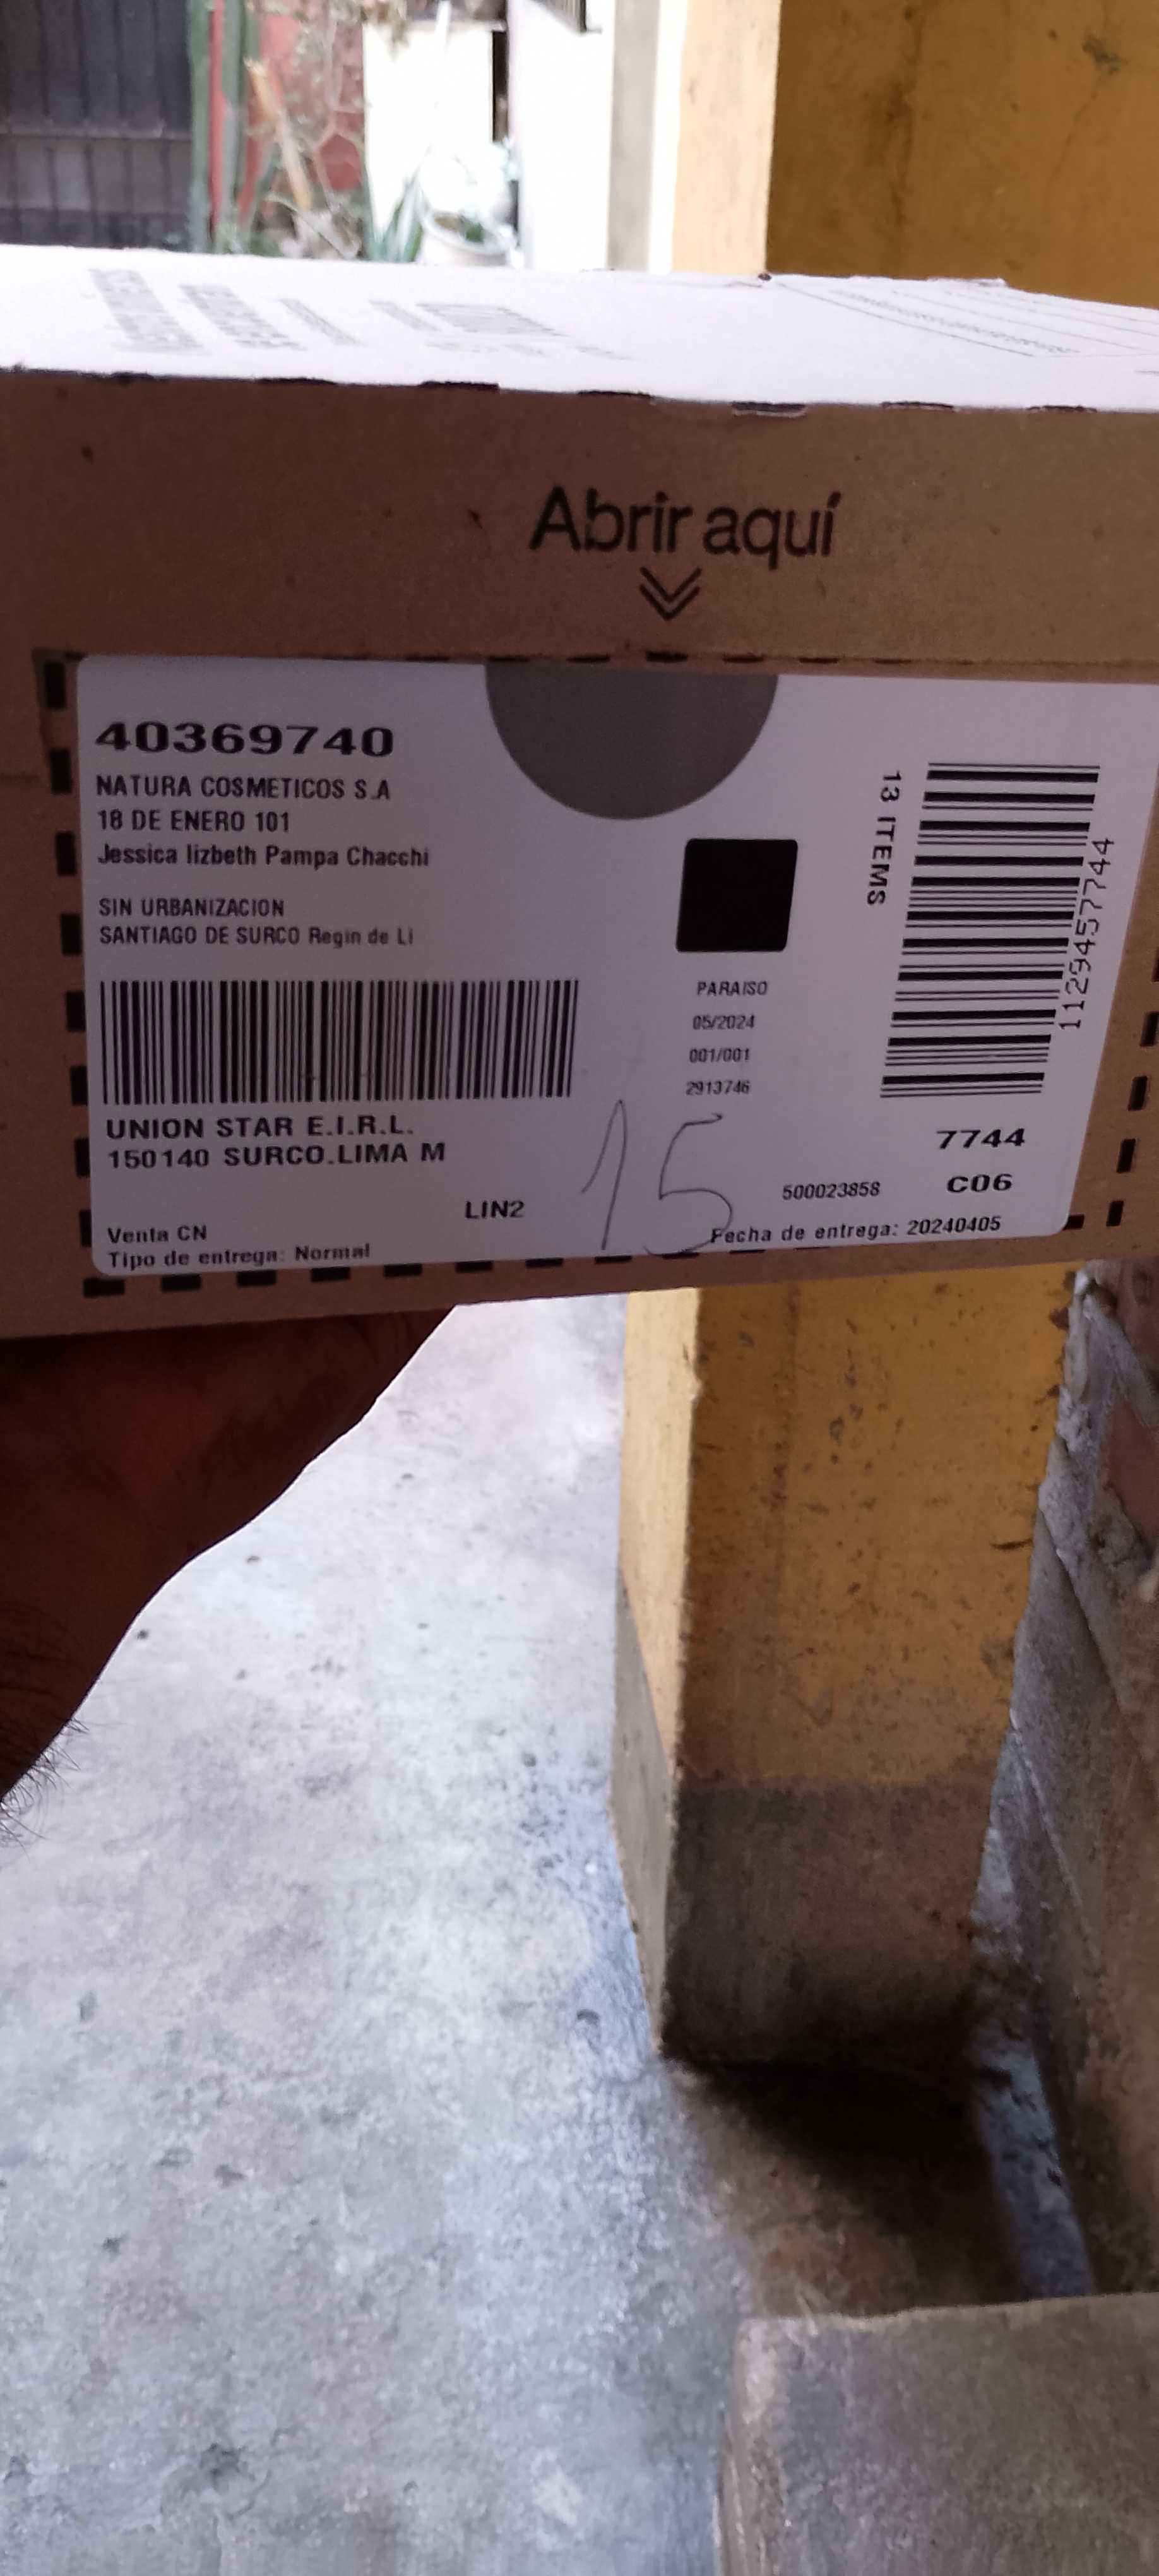 Abrir aquí
40369740
NATURA COSMETICOS S.A
18 DE ENERO 101
Jessica lizbeth Pampa Chacchi
SIN URBANIZACION
SANTIAGO DE SURCO Regin de Li
13 ITEMS
1129457744
PARAISO
05/2024
001/001
2913746
UNION STAR E.I.R.L.
150140 SURCO.LIMA M
15
7744
LIN2
500023858
C06
Venta CN
Fecha de entrega: 20240405
Tipo de entrega: Normal